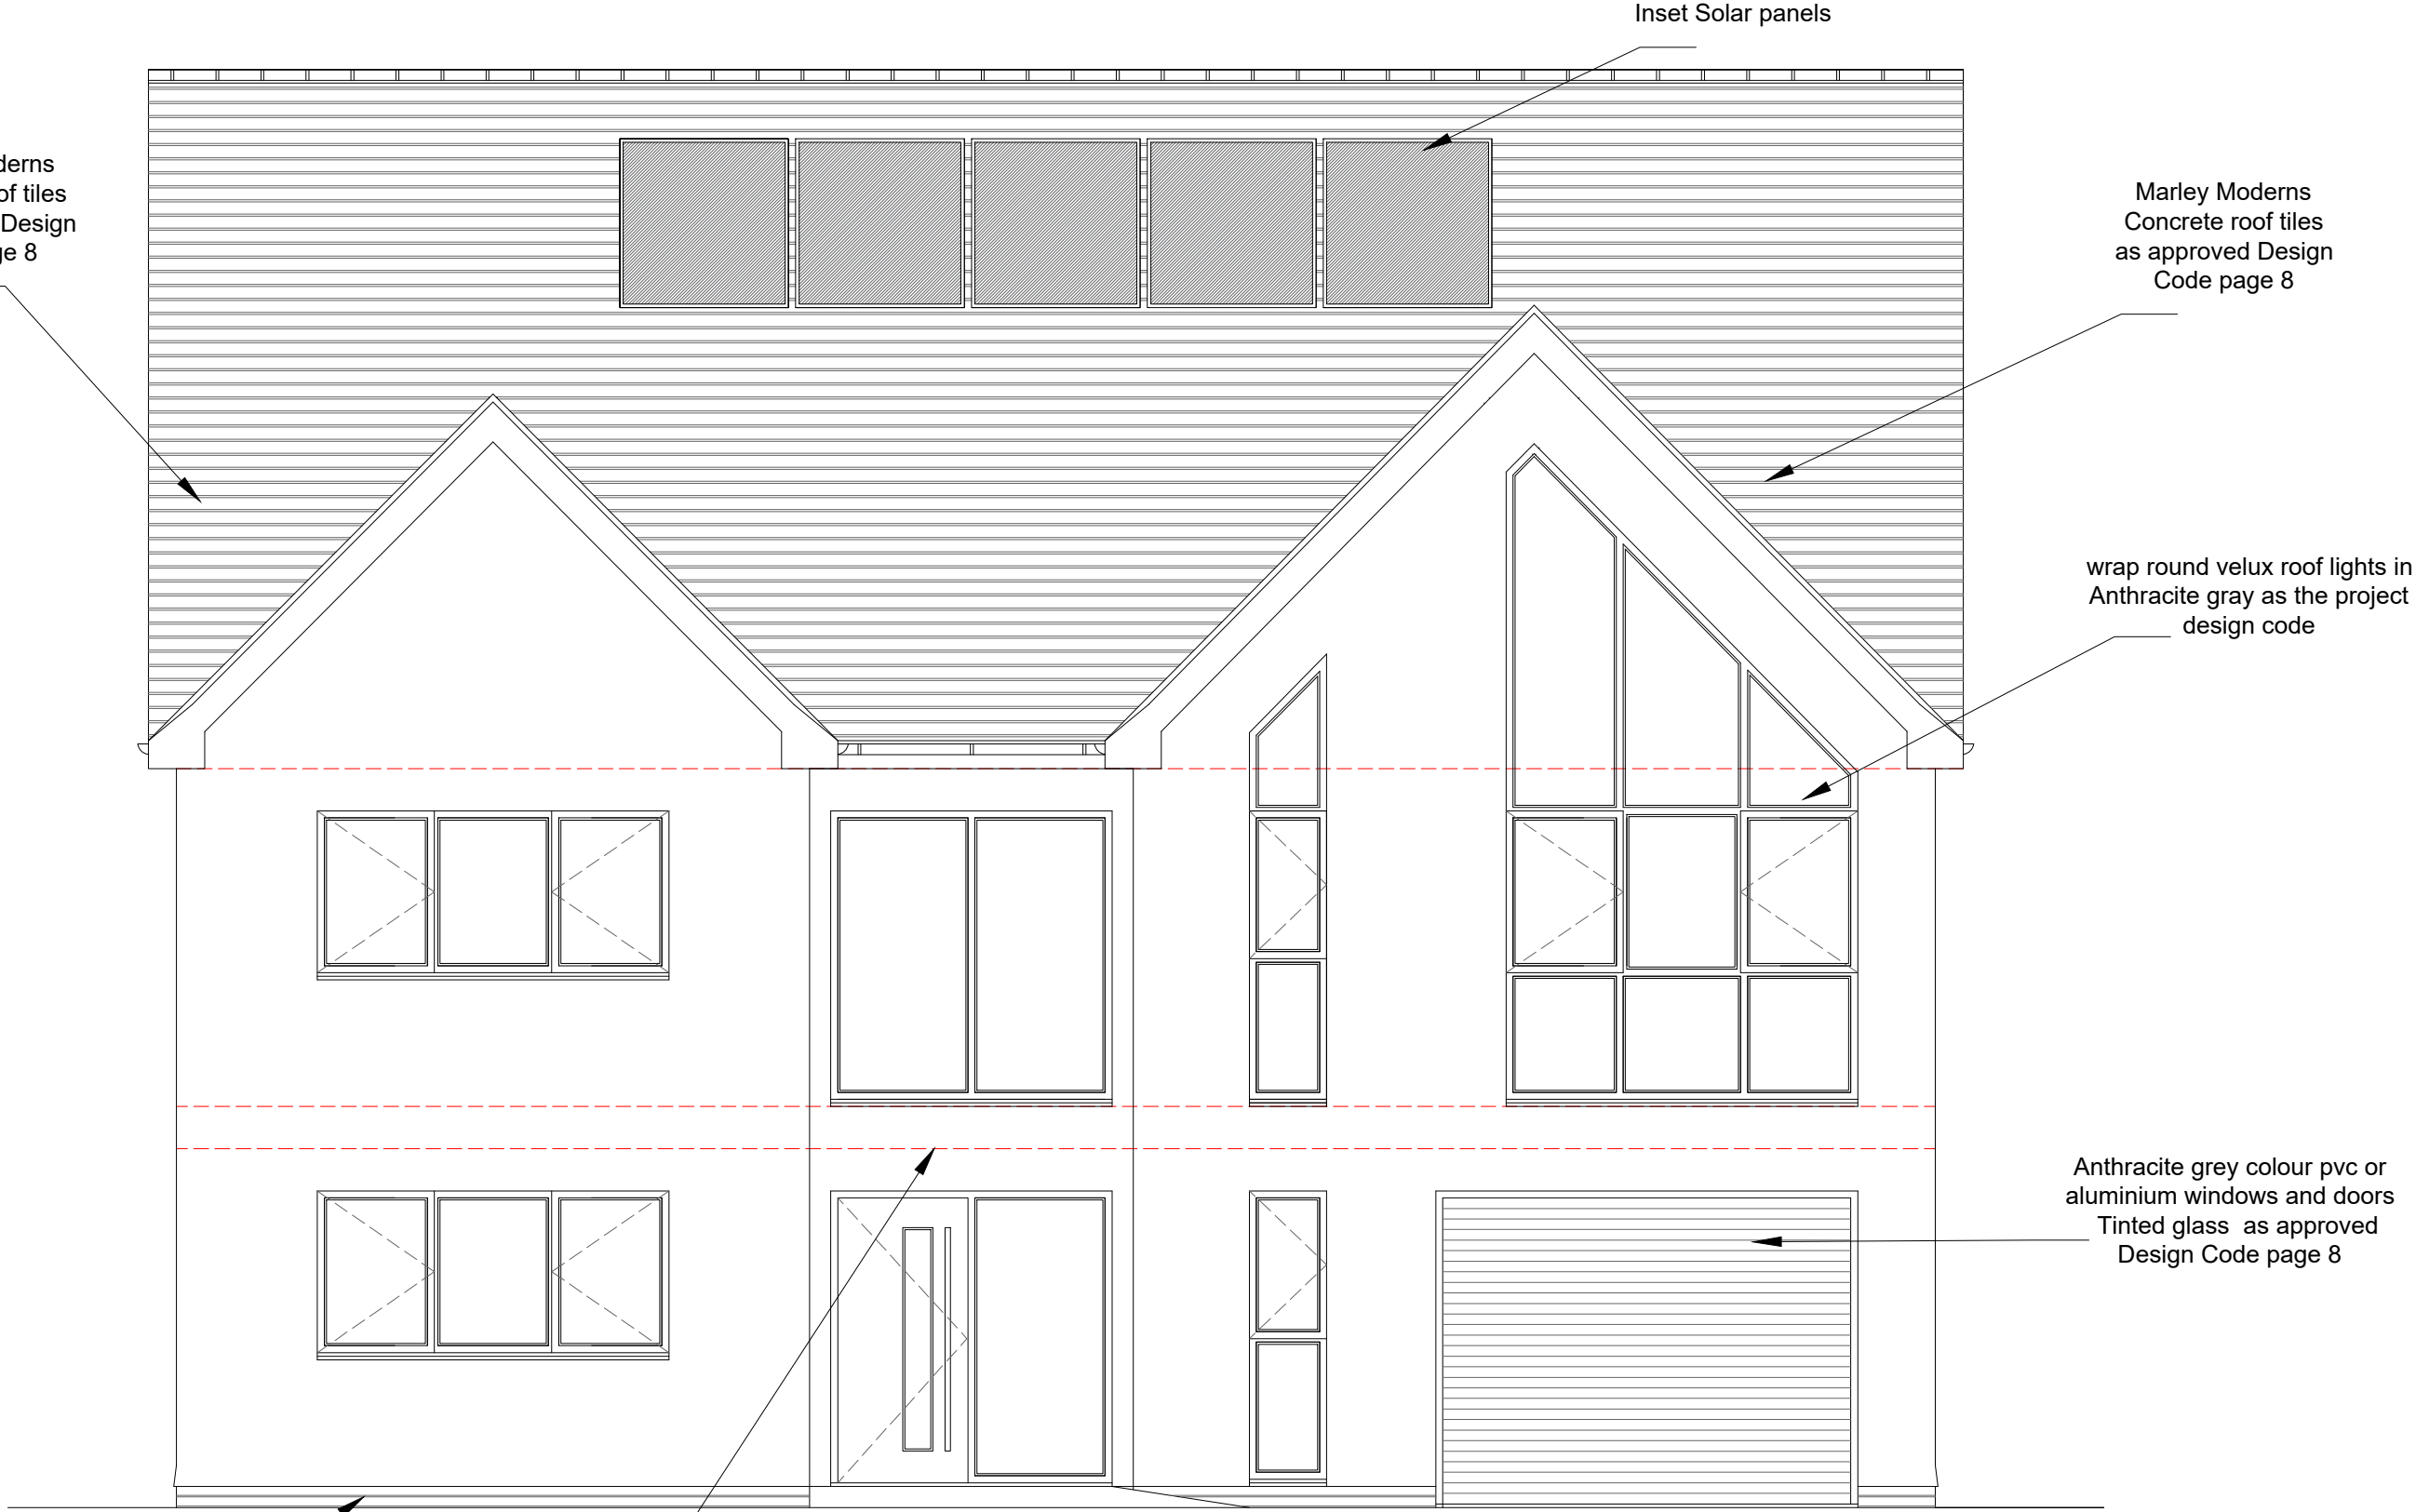 Inset Solar panels
derns
of tiles
Design
ge 8
Marley Moderns
Concrete roof tiles
as approved Design
Code page 8
wrap round velux roof lights in
Anthracite gray as the project
design code
Anthracite grey colour pvc or
aluminium windows and doors
Tinted glass as approved
Design Code page 8